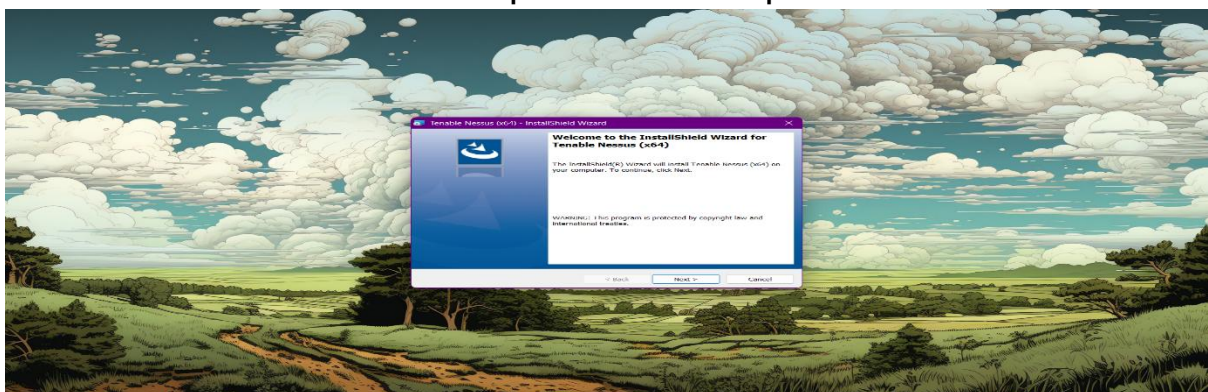 Tenable Nessus (x64) - InstallShield Wizard
Welcome to the InstallShield Wizard for
Tenable Nessus (x64)
The InstallShield(R) Wizard will install Tenable Nessus (x64) on
your computer. To continue, click Next.
WARNING: This program is protected by copyright law and
international treaties.
< Back
Next >
Cancel